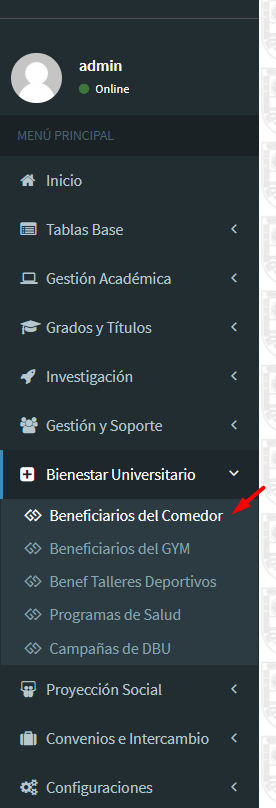 admin
Online
MENÚ PRINCIPAL
Inicio
Tablas Base
Gestión Académica
Grados y Títulos
Investigación
Gestión y Soporte
Bienestar Universitario
Beneficiarios del Comedor
Beneficiarios del GYM
Benef Talleres Deportivos
Programas de Salud
Campañas de DBU
Proyección Social
Convenios e Intercambio
Configuraciones